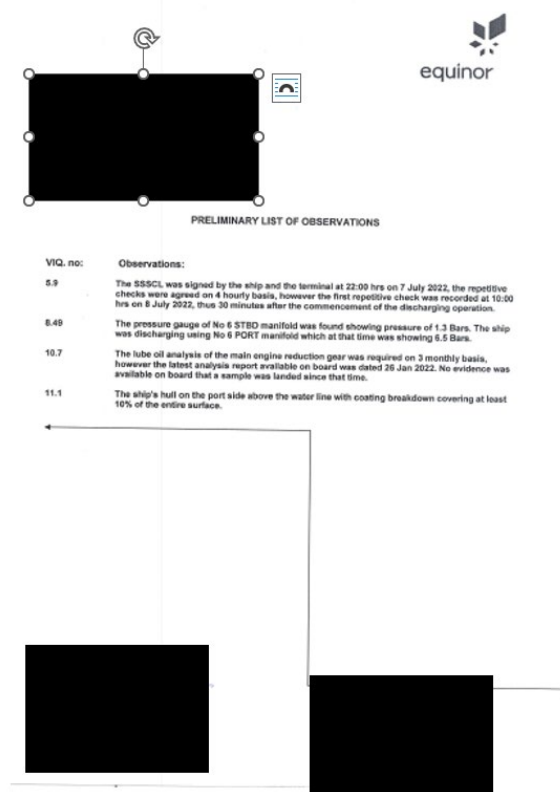 equinor
PRELIMINARY LIST OF OBSERVATIONS
VIQ. no: Observations:
5.9 The SSSCL was signed by the ship and the terminal at 22:00 hrs on 7 July 2022, the repetitive
checks were agreed on 4 hourly basis, however the first repetitive check was recorded at 10:00
hrs on 8 July 2022, thus 30 minutes after the commencement of the discharging operation.
8.49 The pressure gauge of No 6 STBD manifold was found showing pressure of 1.3 Bars. The ship
was discharging using No 6 PORT manifold which at that time was showing 6.5 Bars.
10.7 The lube oil analysis of the main engine reduction gear was required on 3 monthly basis,
however the latest analysis report available on board was dated 26 Jan 2022. No evidence was
available on board that a sample was landed since that time.
11.1 The ship's hull on the port side above the water line with coating breakdown covering at least
10% of the entire surface.